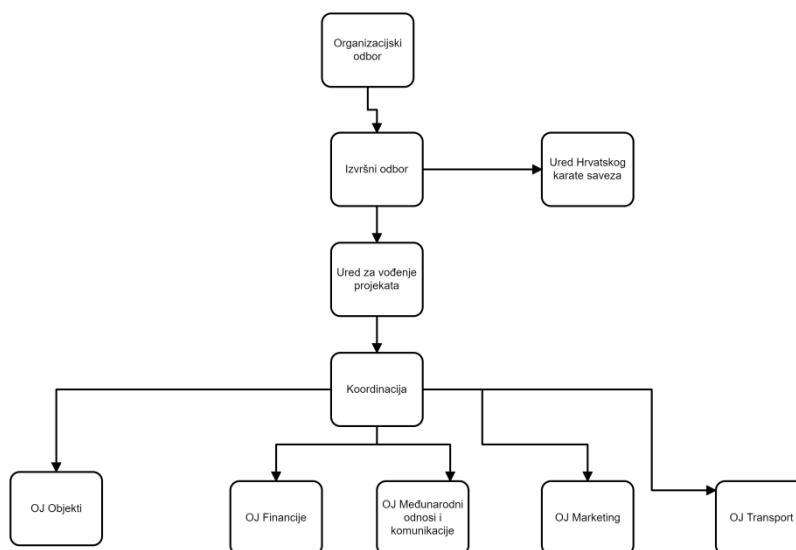 Organizacijski
odbor
Izvršni odbor
Ured Hrvatskog
karate saveza
Ured za vođenje
projekata
Koordinacija
OJ Objekti
OJ Financije
OJ Međunarodni
odnosi i
komunikacije
OJ Marketing
OJ Transport